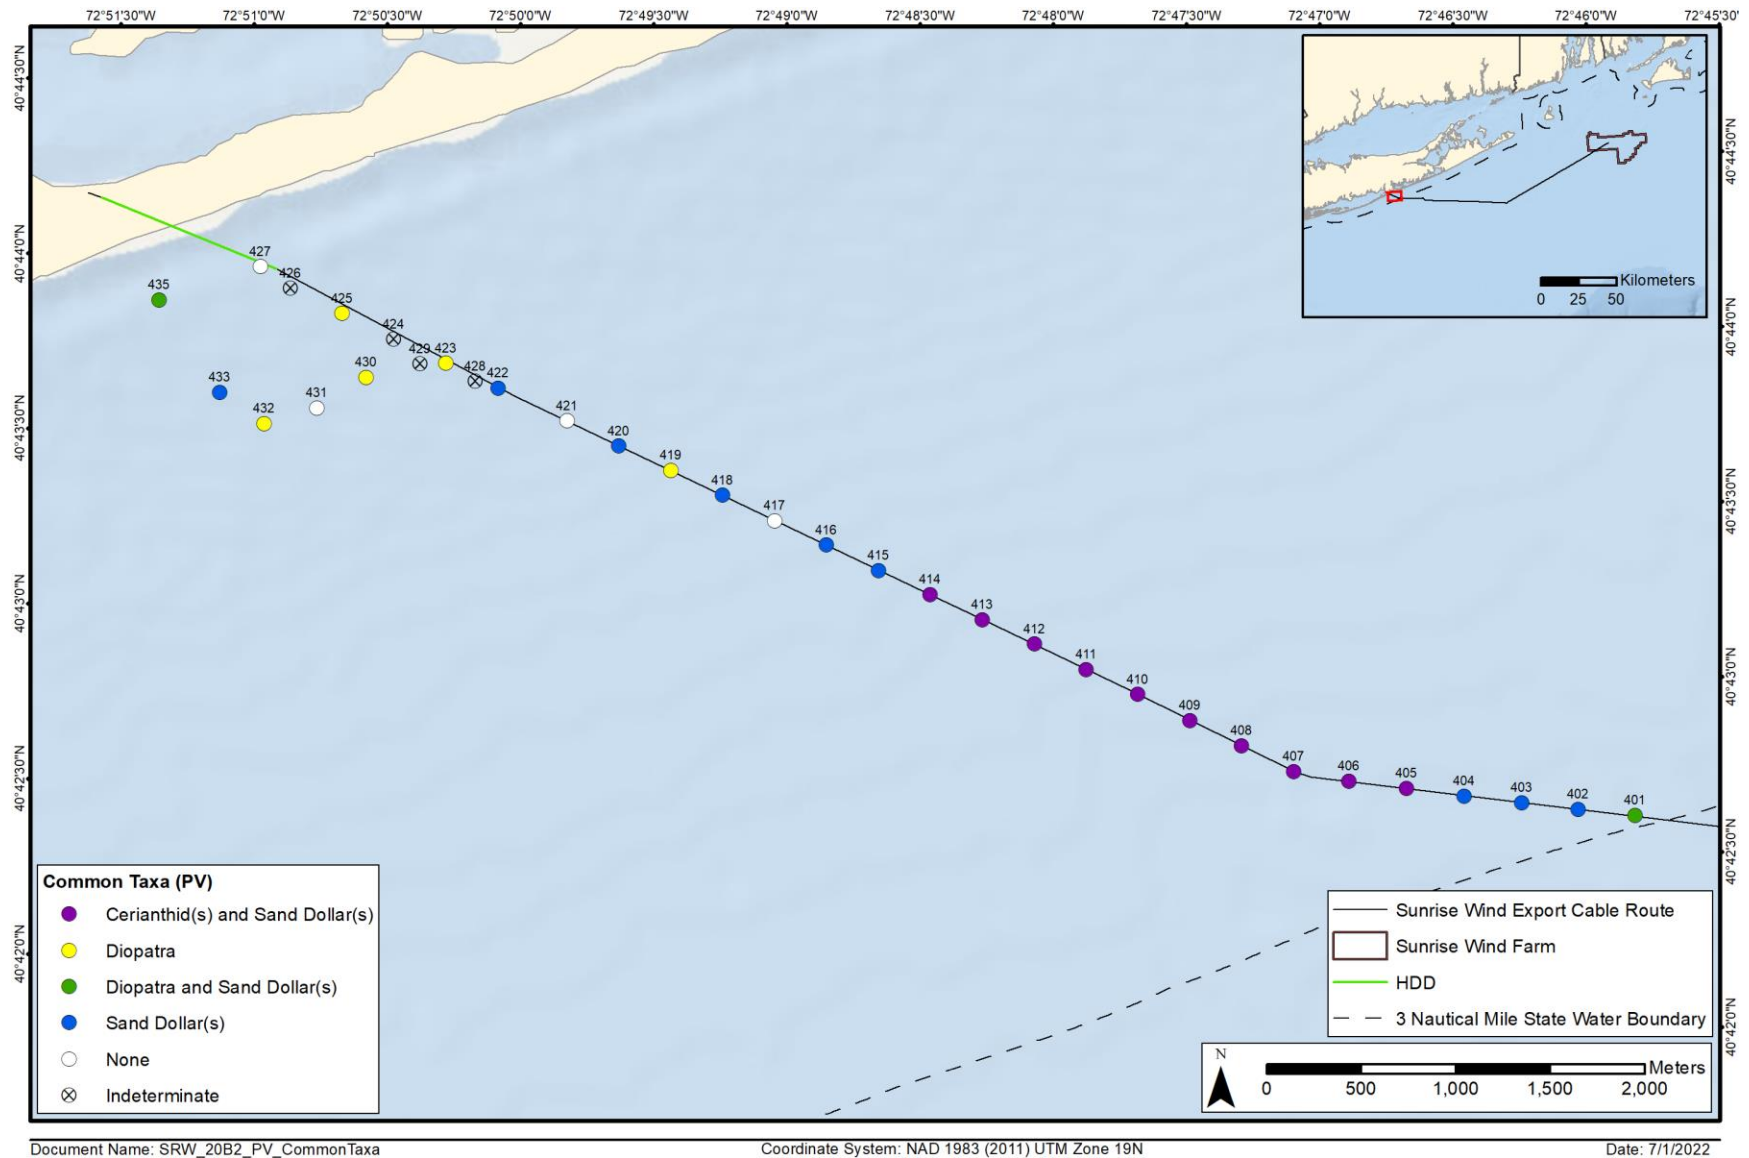 72°51'30"W 72°51'0"W 72°50'30"W 72°50'0"W 72°49'30"W 72°49'0"W 72°48'30"W 72°48'0"W 72°47'30"W 72°47'0"W 72°46'30"W 72°46'0"W 72°45'30"
40°44'30"N
40°44'30"N
Kilometers
0 25 50
40°44'0"N
427
426
435
425
40°44'0"N
424
429 423
430
428 422
433
431
432
421
40°43'30"N
420
419
418
40°43'30"N
417
416
415
414
40°43'0"N
413
412
411
40°43'0"N
410
409
408
407
406
405
404
403
402
401
40°42'30"N
40°42'30"N
Common Taxa (PV)
Cerianthid(s) and Sand Dollar(s)
Diopatra
Diopatra and Sand Dollar(s)
Sand Dollar(s)
None
Indeterminate
40°42'0"N
Sunrise Wind Export Cable Route
Sunrise Wind Farm
HDD
3 Nautical Mile State Water Boundary
40°42'0"N
N
Meters
0 500 1,000 1,500 2,000
Document Name: SRW_20B2_PV_CommonTaxa Coordinate System: NAD 1983 (2011) UTM Zone 19N Date: 7/1/2022